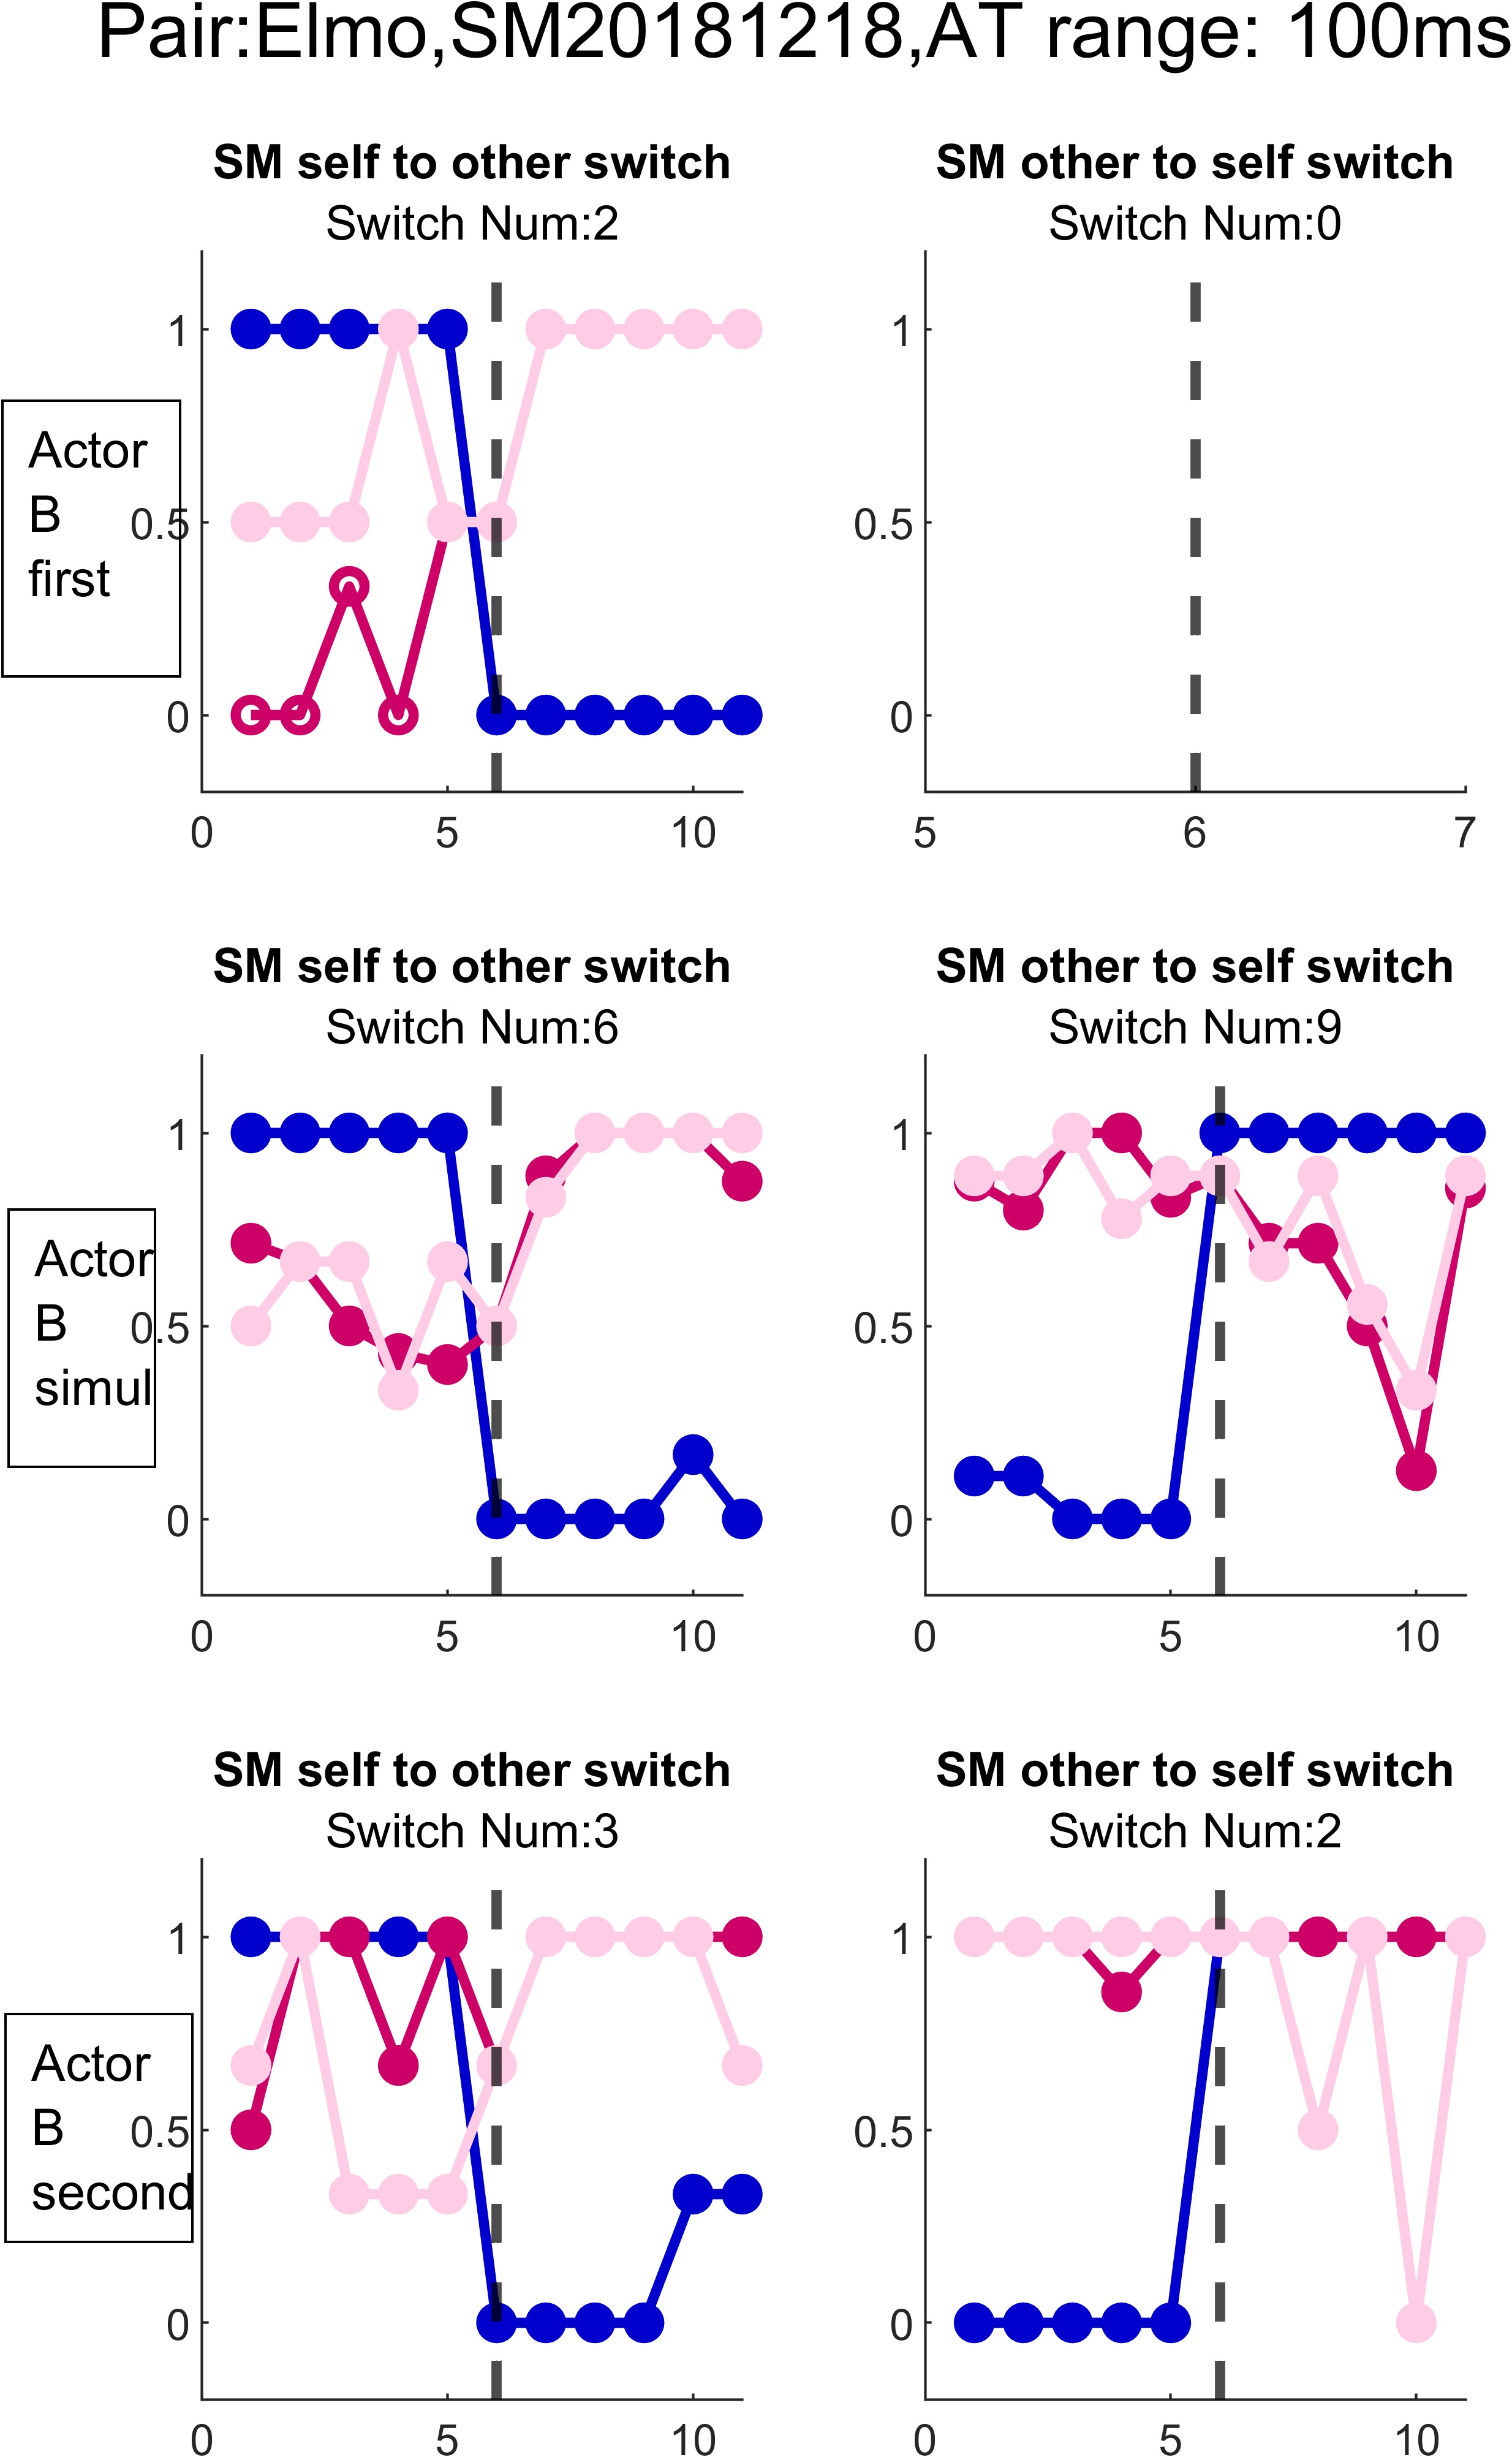 Pair:Elmo,SM20181218,AT range: 100ms
SM self to other switch
Switch Num:2
1
0.5
0
0 5 10
Actor
B
first
SM other to self switch
Switch Num:0
1
0.5
0
5 6 7
SM self to other switch
Switch Num:6
1
0.5
0
0 5 10
Actor
B
simul
SM other to self switch
Switch Num:9
1
0.5
0
0 5 10
SM self to other switch
Switch Num:3
1
0.5
0
0 5 10
Actor
B
second
SM other to self switch
Switch Num:2
1
0.5
0
0 5 10